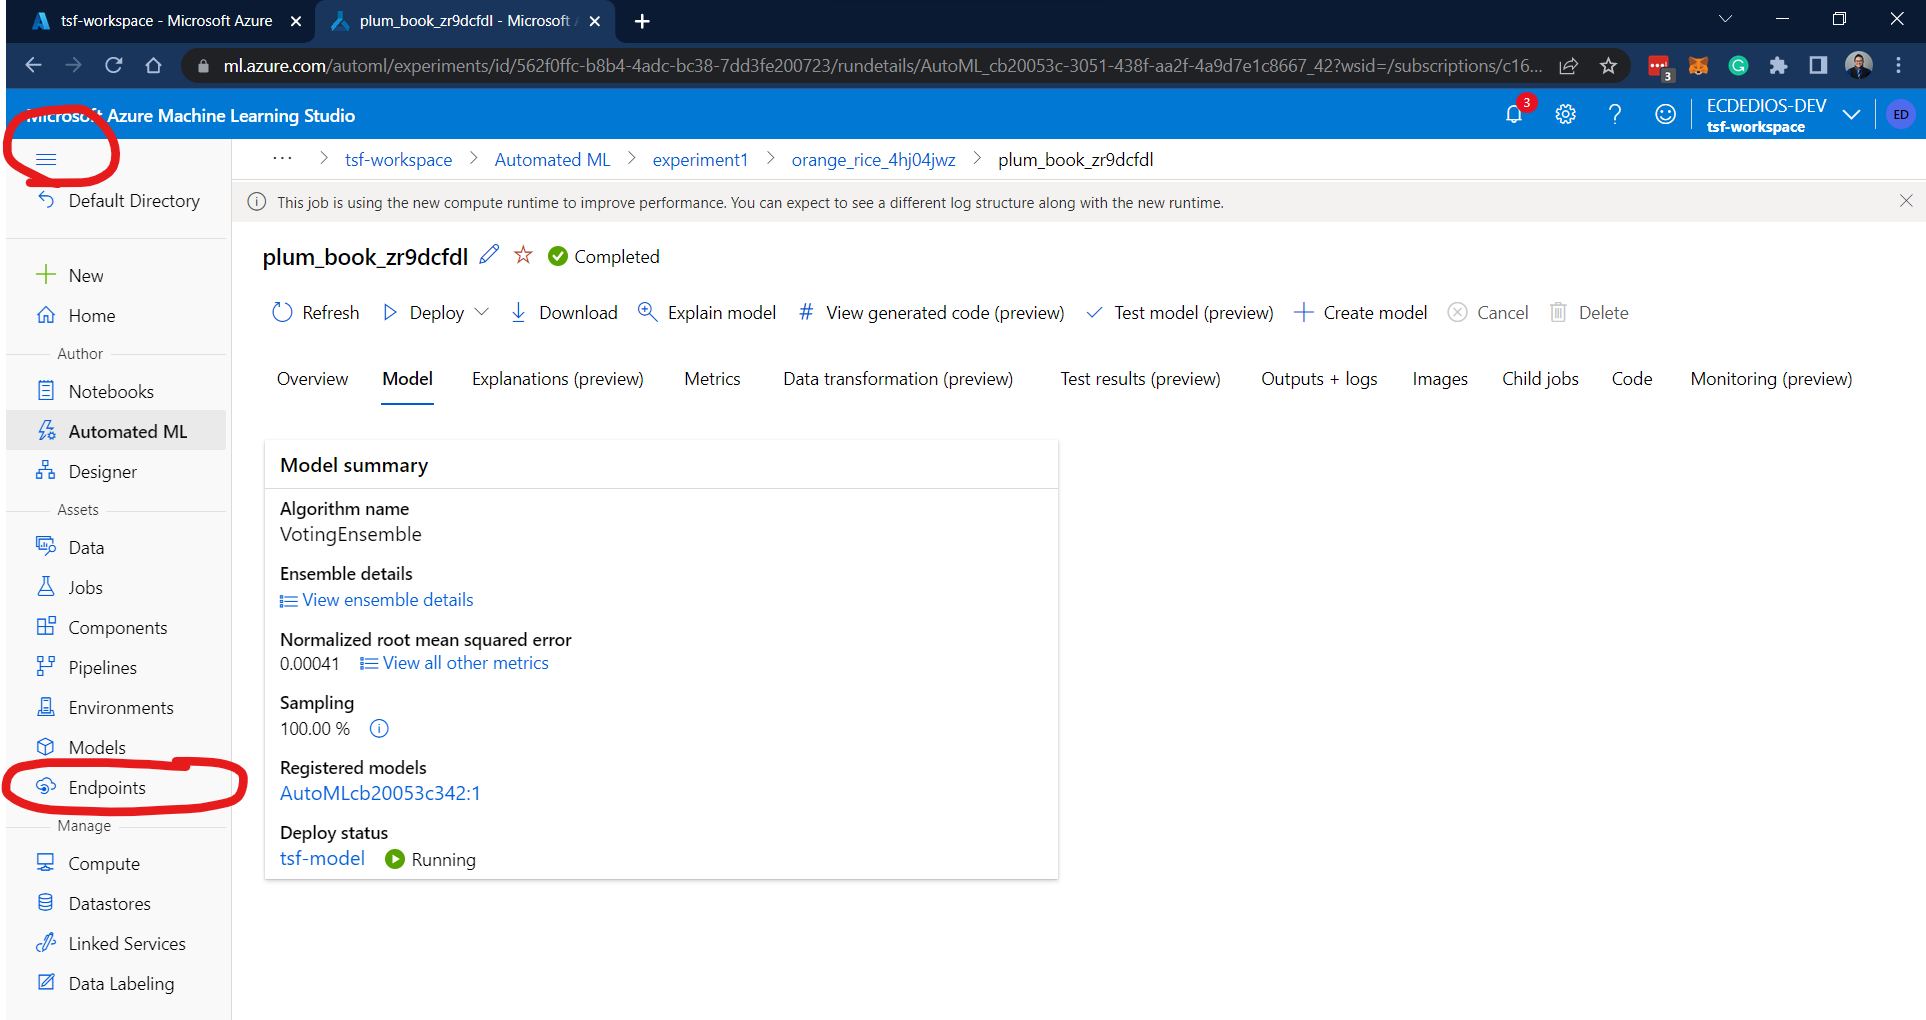 tsf-workspace - Microsoft Azure
plum_book_zr9dcfdl - Microsoft
ml.azure.com/automl/experiments/id/562f0ffc-b8b4-4adc-bc38-7dd3fe200723/rundetails/AutoML_cb20053c-3051-438f-aa2f-4a9d7e1c8667_42?wsid=/subscriptions/c16...
3
Microsoft Azure Machine Learning Studio
3
?
ECDEDIOS-DEV
tsf-workspace
ED
... > tsf-workspace > Automated ML > experiment1 > orange_rice_4hj04jwz > plum_book_zr9dcfdl
Default Directory
New
Home
Author
Notebooks
Automated ML
Designer
Assets
Data
Jobs
Components
Pipelines
Environments
Models
Endpoints
Manage
Compute
Datastores
Linked Services
Data Labeling
This job is using the new compute runtime to improve performance. You can expect to see a different log structure along with the new runtime.
plum_book_zr9dcfdl Completed
Refresh Deploy Download Explain model # View generated code (preview) Test model (preview) Create model Cancel Delete
Overview Model Explanations (preview) Metrics Data transformation (preview) Test results (preview) Outputs + logs Images Child jobs Code Monitoring (preview)
Model summary
Algorithm name
VotingEnsemble
Ensemble details
View ensemble details
Normalized root mean squared error
0.00041 View all other metrics
Sampling
100.00 %
Registered models
AutoMLcb20053c342:1
Deploy status
tsf-model Running